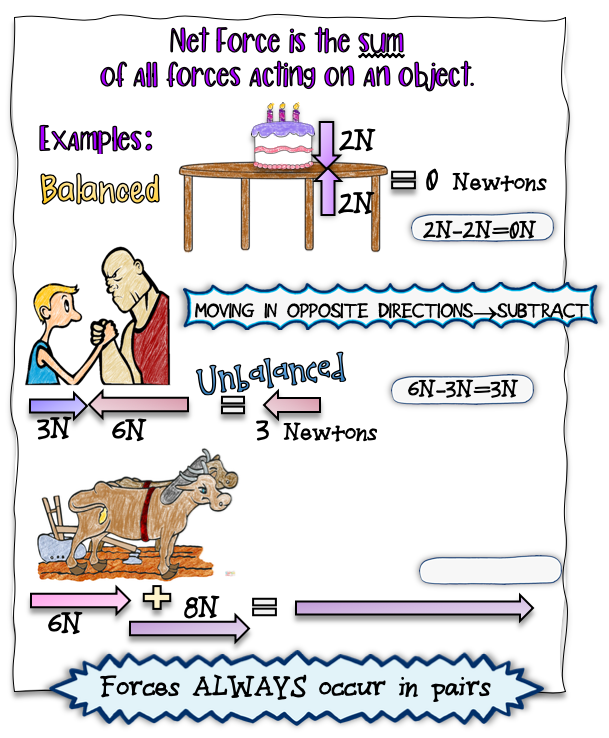 Net Force is the sum
of all forces acting on an object.
Examples:
2N
Balanced
= 0 Newtons
2N
2N-2N=0N
MOVING IN OPPOSITE DIRECTIONS→SUBTRACT
Unbalanced
6N-3N=3N
3N 6N = 3 Newtons
6N + 8N =
Forces ALWAYS occur in pairs